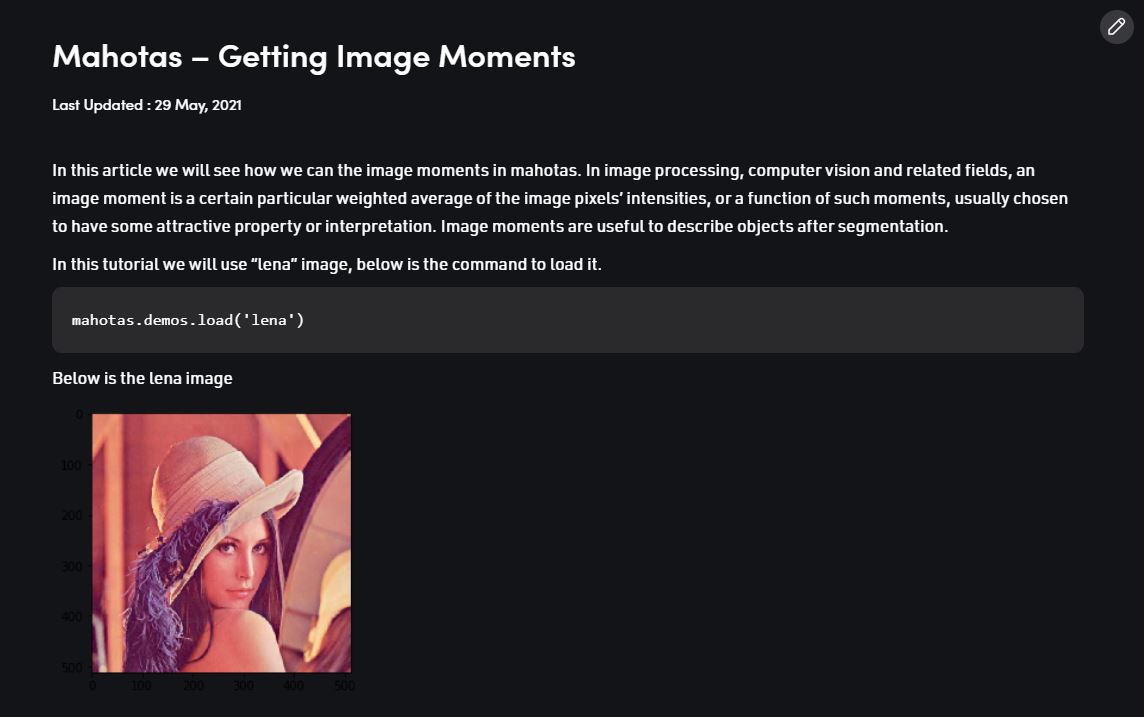 Mahotas – Getting Image Moments
Last Updated : 29 May, 2021
In this article we will see how we can the image moments in mahotas. In image processing, computer vision and related fields, an
image moment is a certain particular weighted average of the image pixels’ intensities, or a function of such moments, usually chosen
to have some attractive property or interpretation. Image moments are useful to describe objects after segmentation.
In this tutorial we will use “lena” image, below is the command to load it.
mahotas.demos.load('lena')
Below is the lena image
0
100
200
300
400
500
0 100 200 300 400 500